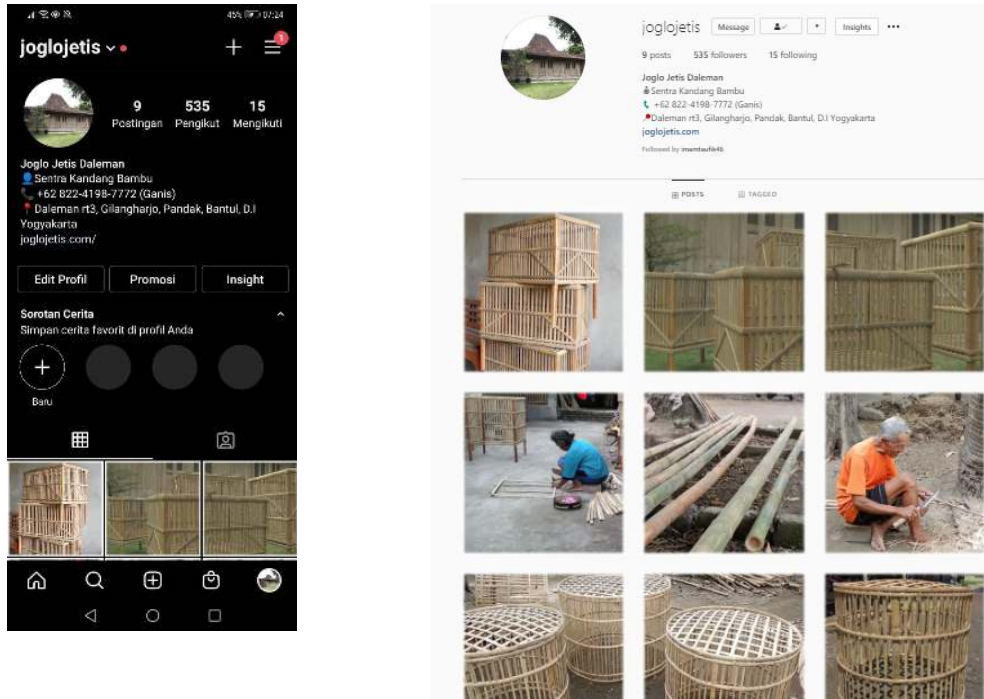 45% 07:24
joglojetis
1
9 535 15
Postingan Pengikut Mengikuti
Joglo Jetis Daleman
Sentra Kandang Bambu
+62 822-4198-7772 (Ganis)
Daleman rt3, Gilangharjo, Pandak, Bantul, D.I
Yogyakarta
joglojetis.com/
Edit Profil Promosi Insight
Sorotan Cerita
Simpan cerita favorit di profil Anda
Baru
joglojetis Message Insights
9 posts 535 followers 15 following
Joglo Jetis Daleman
Sentra Kandang Bambu
+62 822-4198-7772 (Ganis)
Daleman rt3, Gilangharjo, Pandak, Bantul, D.I Yogyakarta
joglojetis.com
Followed by imamtaufik46
POSTS TAGGED